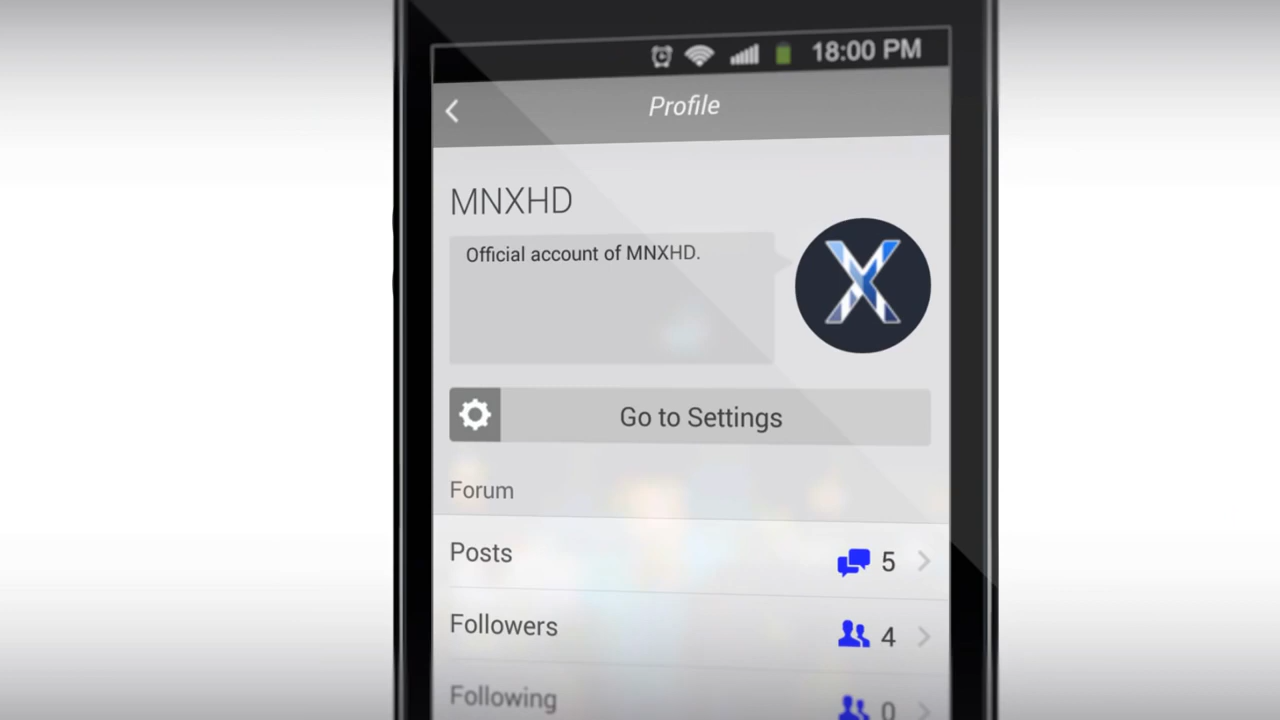 18:00 PM
Profile
MNXHD
Official account of MNXHD.
X
Go to Settings
Forum
Posts 5
Followers 4
Following 0